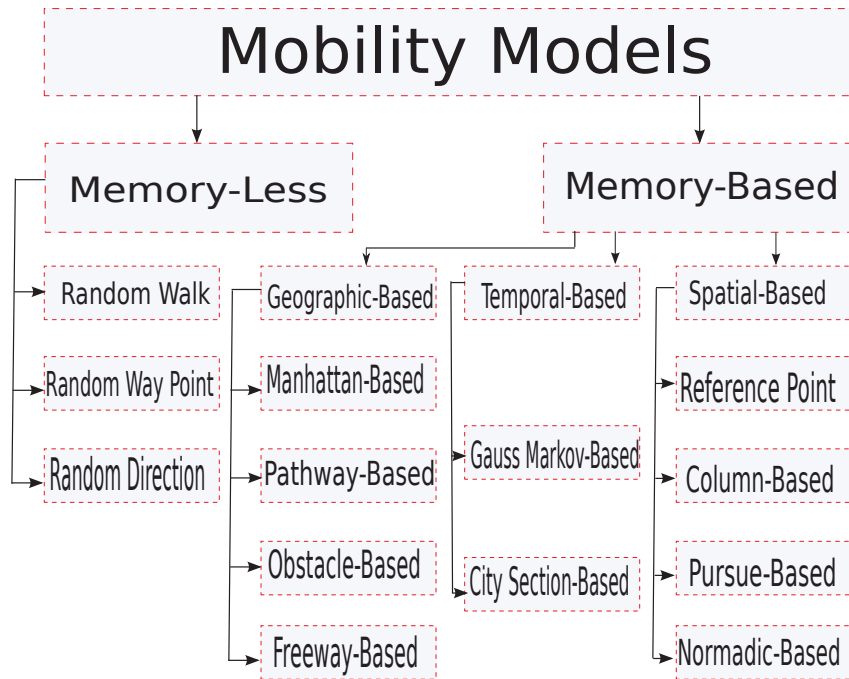 Mobility Models
Memory-Less
Memory-Based
Random Walk
Random Way Point
Random Direction
Geographic-Based
Manhattan-Based
Pathway-Based
Obstacle-Based
Freeway-Based
Temporal-Based
Gauss Markov-Based
City Section-Based
Spatial-Based
Reference Point
Column-Based
Pursue-Based
Normadic-Based